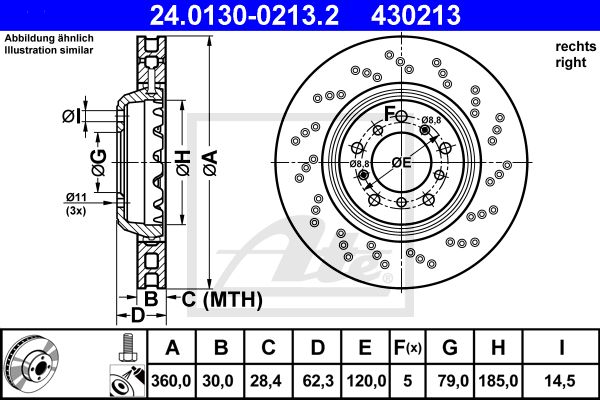 24.0130-0213.2 430213
Abbildung ähnlich
Illustration similar
rechts
right
ØI
ØG
ØH
ØA
F
Ø8,8
Ø8,8
ØE
Ø11
(3x)
B
C (MTH)
D
Ate
A B C D E F(x) G H I
360,0 30,0 28,4 62,3 120,0 5 79,0 185,0 14,5